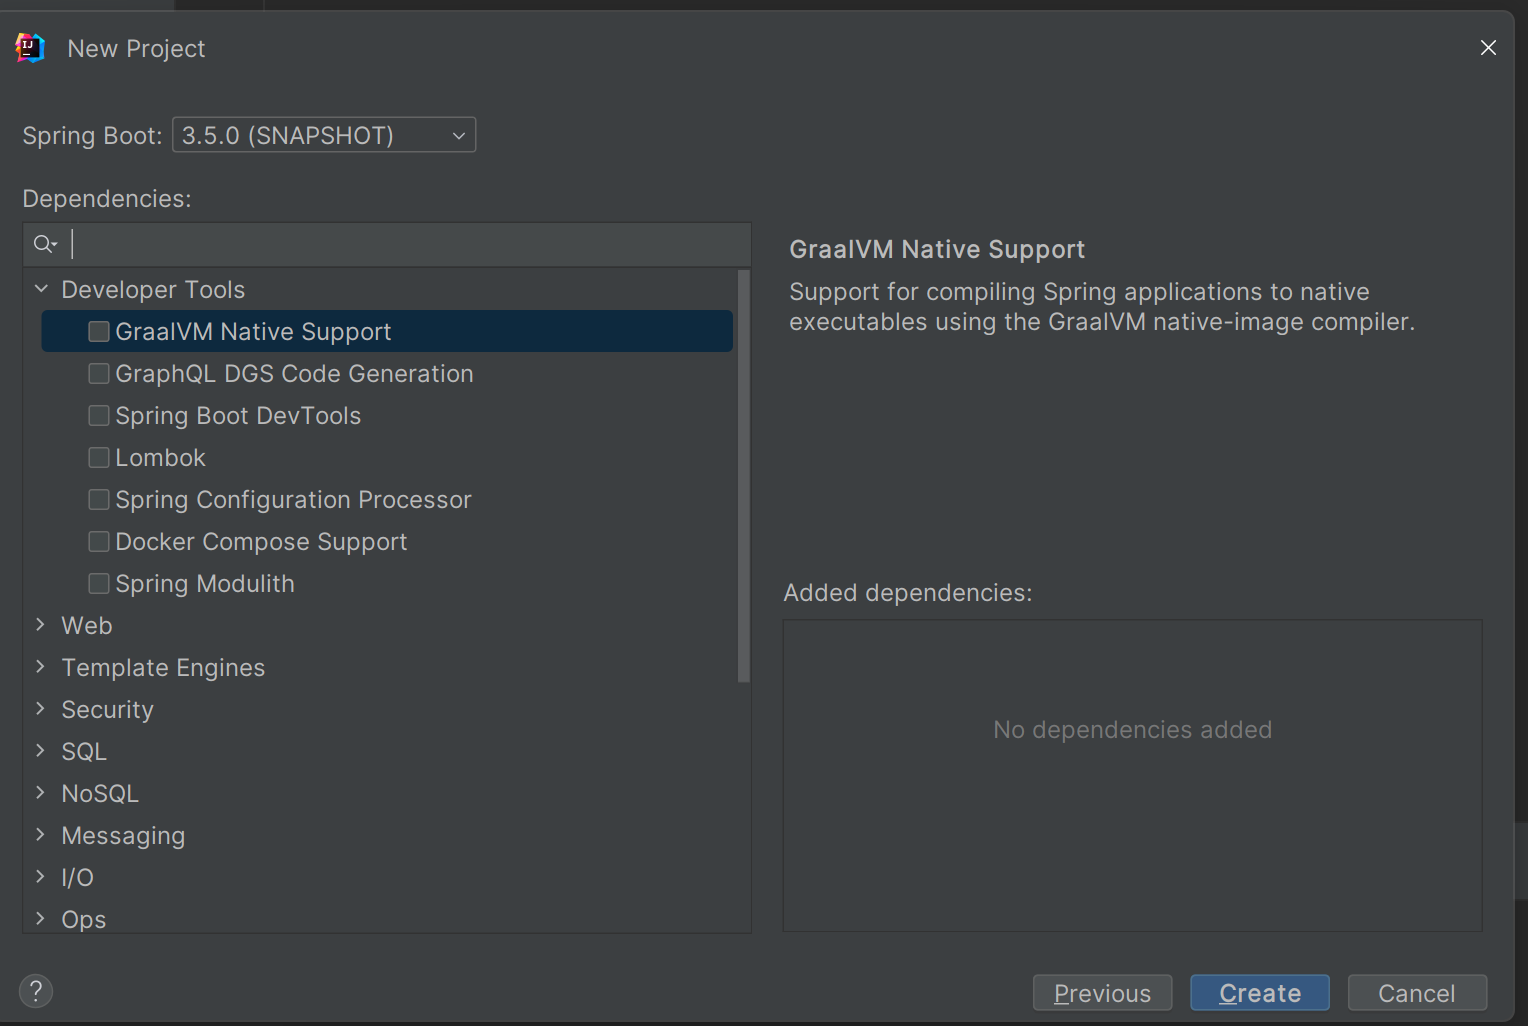 New Project
Spring Boot: 3.5.0 (SNAPSHOT)
Dependencies:
Developer Tools
GraalVM Native Support
GraphQL DGS Code Generation
Spring Boot DevTools
Lombok
Spring Configuration Processor
Docker Compose Support
Spring Modulith
Web
Template Engines
Security
SQL
NoSQL
Messaging
I/O
Ops
GraalVM Native Support
Support for compiling Spring applications to native
executables using the GraalVM native-image compiler.
Added dependencies:
No dependencies added
?
Previous
Create
Cancel